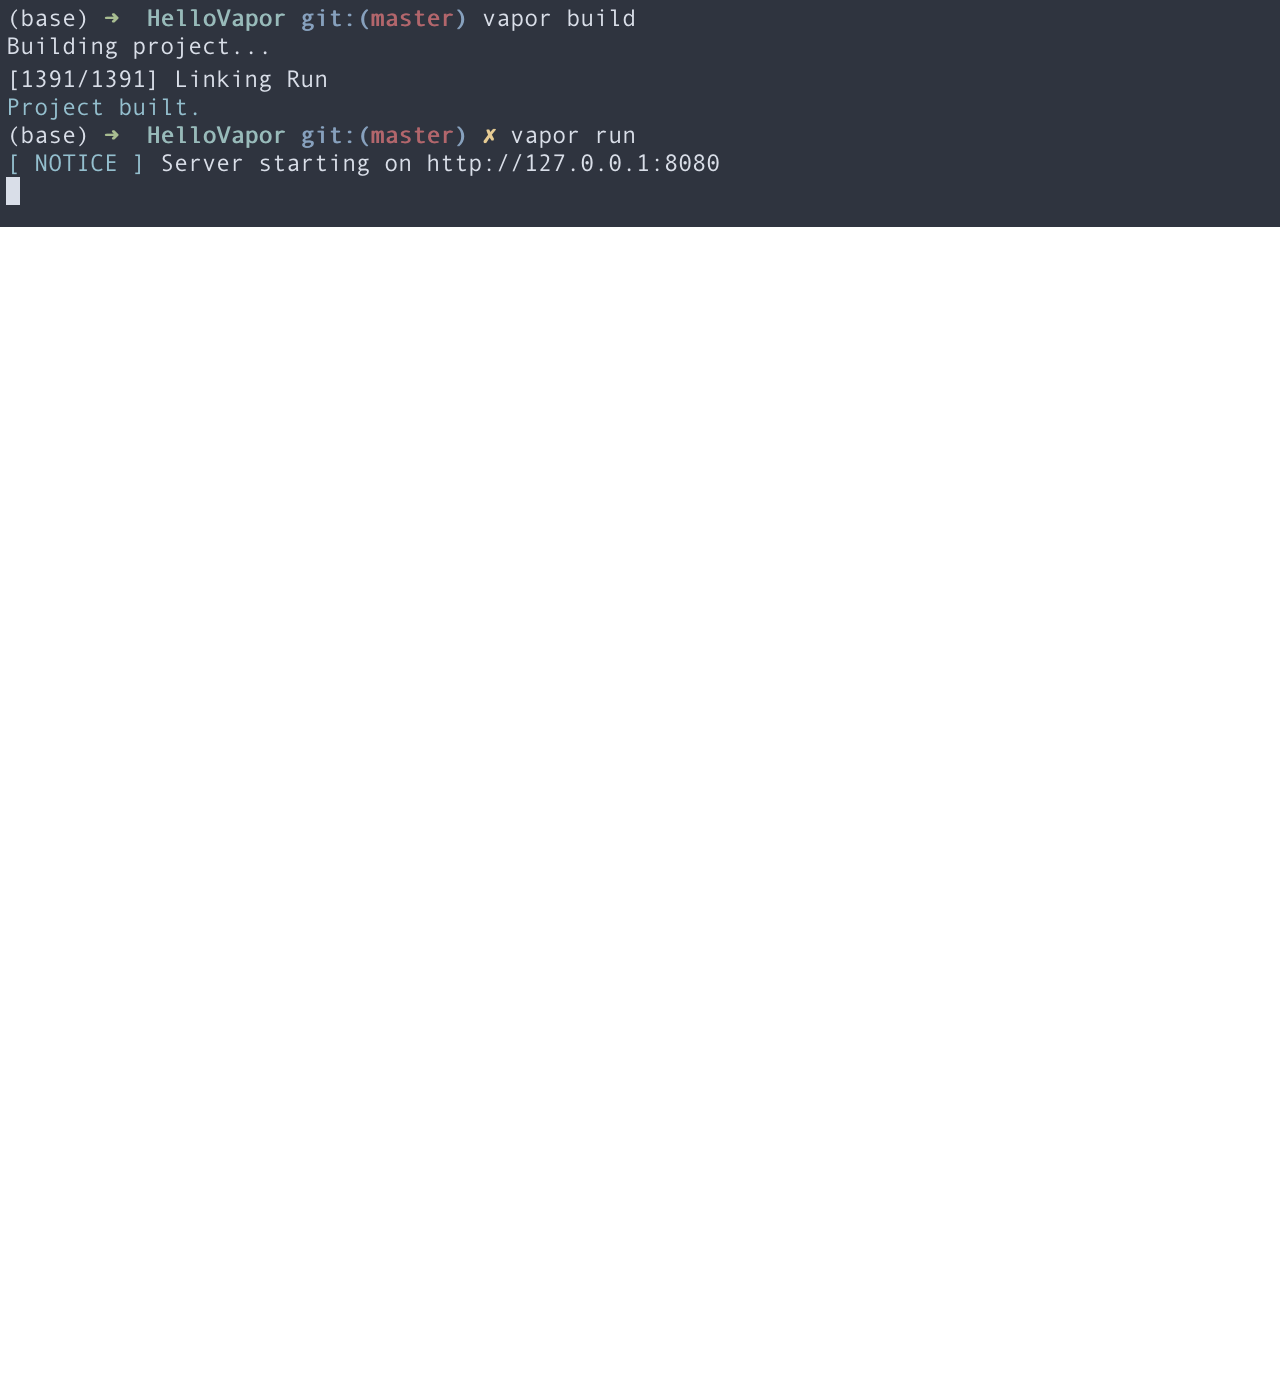 (base) ➜  HelloVapor git:(master) vapor build
Building project...
[1391/1391] Linking Run
Project built.
(base) ➜  HelloVapor git:(master) ✗ vapor run
[ NOTICE ] Server starting on http://127.0.0.1:8080